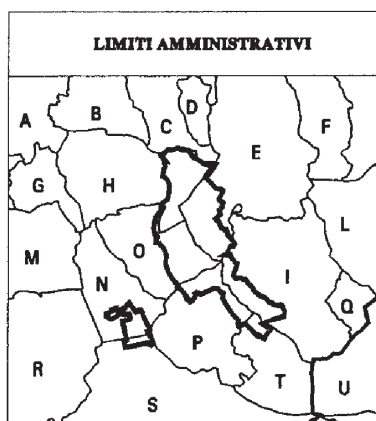 LIMITI AMMINISTRATIVI
A B C D F
E
G H
L
M O I
N Q
P
R T U
S